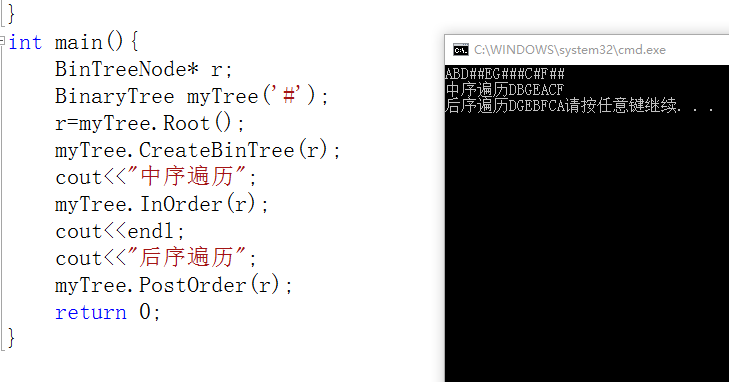 }
int main(){
BinTreeNode* r;
BinaryTree myTree('#');
r=myTree.Root();
myTree.CreateBinTree(r);
cout<<"中序遍历";
myTree.InOrder(r);
cout<<endl;
cout<<"后序遍历";
myTree.PostOrder(r);
return 0;
}
C:\WINDOWS\system32\cmd.exe
ABD##EG###C#F##
中序遍历DBGEACF
后序遍历DGEBFCA请按任意键继续. . .